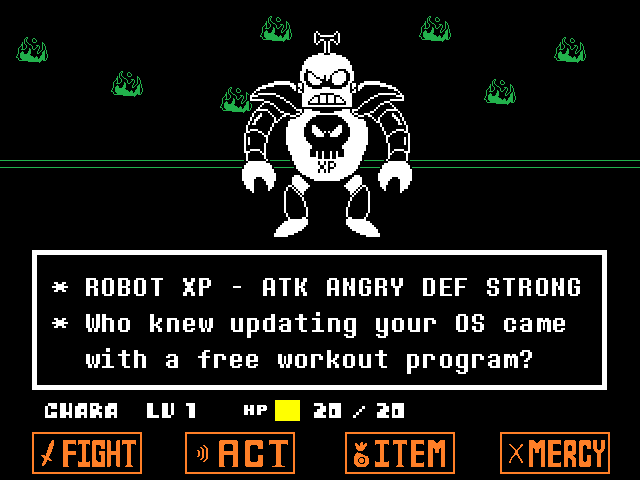 XP
* ROBOT XP - ATK ANGRY DEF STRONG
* Who knew updating your OS came
with a free workout program?
CHARA LV 1 HP 20 / 20
FIGHT ACT ITEM MERCY